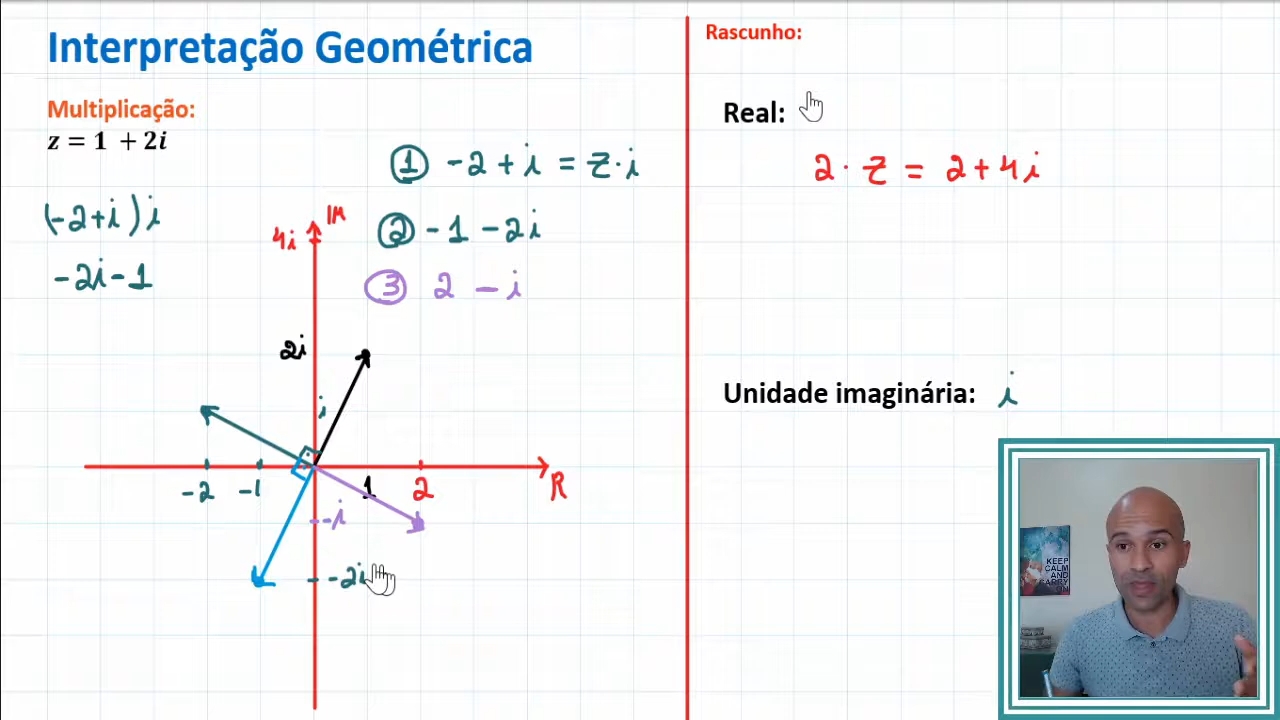 Interpretação Geométrica
Multiplicação:
z = 1 + 2i
(-2+i)i
-2i-1
① -2+i = z·i
② -1-2i
③ 2 -i
IM
4i
2i
i
-2 -1 1 2 R
-i
-2i
Rascunho:
Real:
2·z = 2+4i
Unidade imaginária: i
KEEP
CALM
AND
CARRY
ON